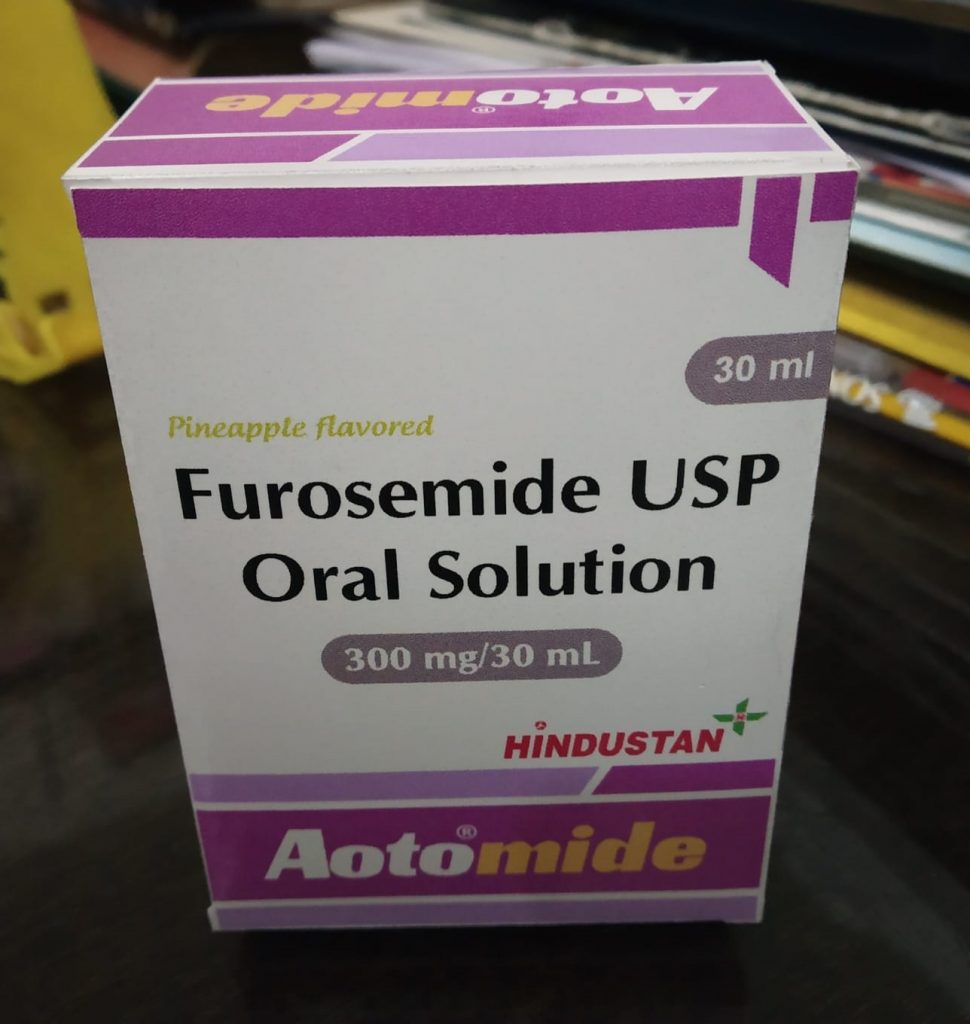 Aotomide®
30 ml
Pineapple flavored
Furosemide USP
Oral Solution
300 mg/30 mL
HiNDUSTAN
Aotomide®